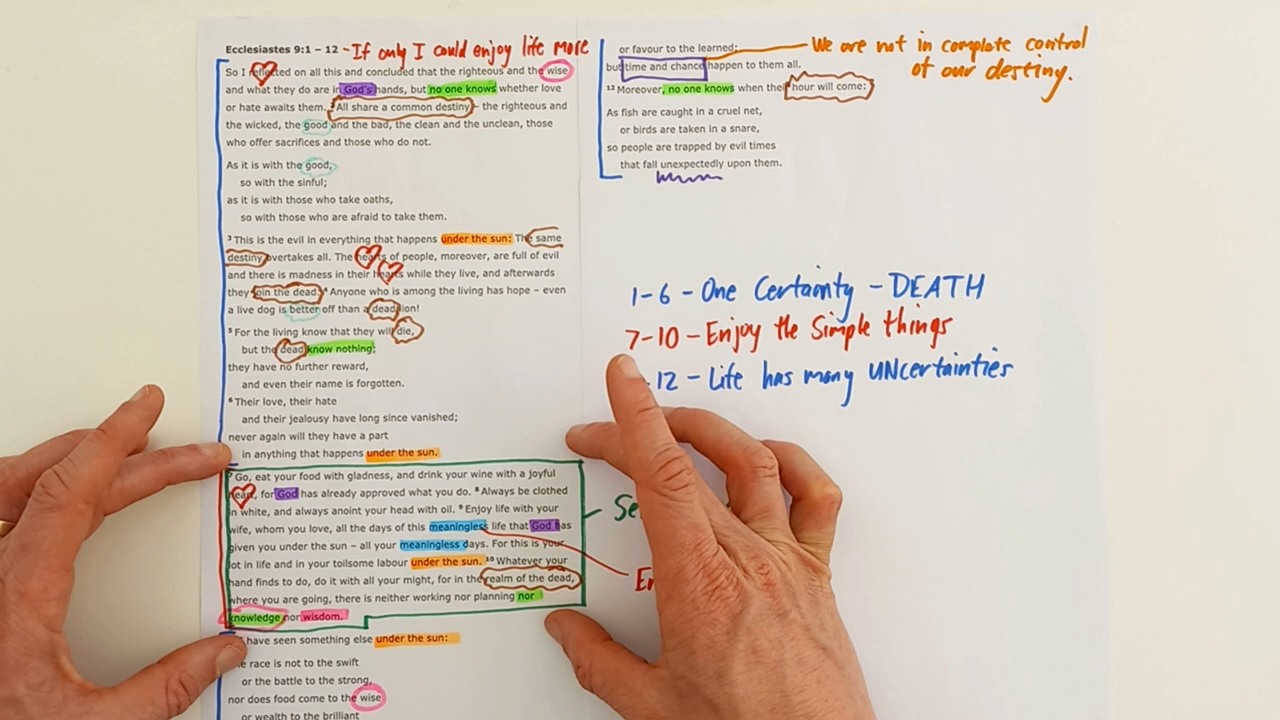 Ecclesiastes 9:1 – 12 - If only I could enjoy life more
So I reflected on all this and concluded that the righteous and the wise
and what they do are in God's hands, but no one knows whether love
or hate awaits them. ² All share a common destiny – the righteous and
the wicked, the good and the bad, the clean and the unclean, those
who offer sacrifices and those who do not.
As it is with the good,
so with the sinful;
as it is with those who take oaths,
so with those who are afraid to take them.
³ This is the evil in everything that happens under the sun: The same
destiny overtakes all. The hearts of people, moreover, are full of evil
and there is madness in their hearts while they live, and afterwards
they join the dead. ⁴ Anyone who is among the living has hope – even
a live dog is better off than a dead lion!
⁵ For the living know that they will die,
but the dead know nothing;
they have no further reward,
and even their name is forgotten.
⁶ Their love, their hate
and their jealousy have long since vanished;
never again will they have a part
in anything that happens under the sun.
⁷ Go, eat your food with gladness, and drink your wine with a joyful
heart, for God has already approved what you do. ⁸ Always be clothed
in white, and always anoint your head with oil. ⁹ Enjoy life with your
wife, whom you love, all the days of this meaningless life that God has
given you under the sun – all your meaningless days. For this is your
lot in life and in your toilsome labour under the sun. ¹⁰ Whatever your
hand finds to do, do it with all your might, for in the realm of the dead,
where you are going, there is neither working nor planning nor
knowledge nor wisdom.
have seen something else under the sun:
race is not to the swift
or the battle to the strong,
nor does food come to the wise
or wealth to the brilliant
or favour to the learned;
but time and chance happen to them all.
¹² Moreover, no one knows when their hour will come:
As fish are caught in a cruel net,
or birds are taken in a snare,
so people are trapped by evil times
that fall unexpectedly upon them.
We are not in complete control
of our destiny.
1-6 - One Certainty - DEATH
7-10 - Enjoy the Simple things
12 - Life has many UNcertainties